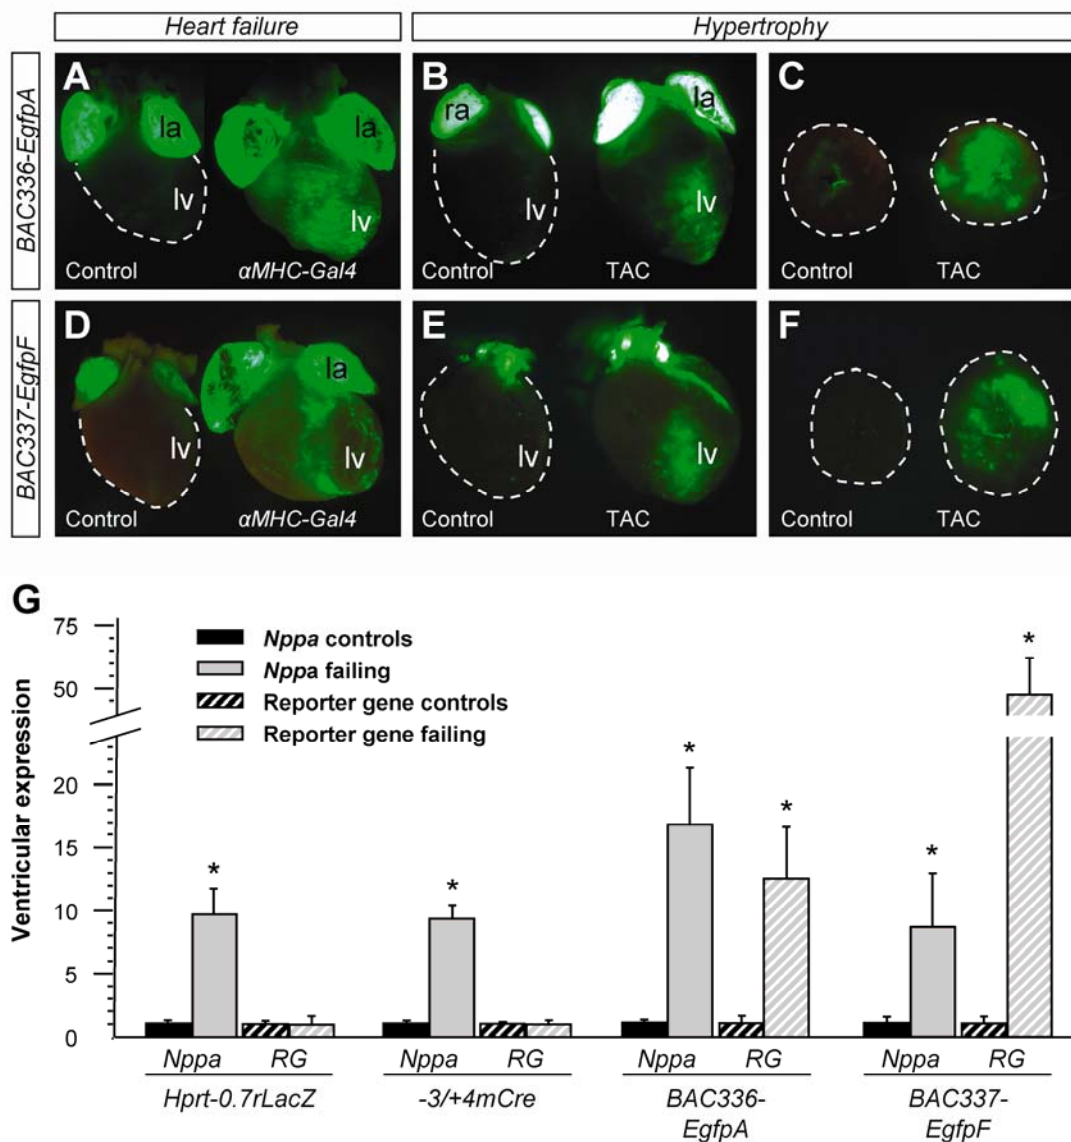 Heart failure
Hypertrophy
BAC336-EgfpA
A
la
lv
Control
αMHC-Gal4
B
ra
la
lv
Control
TAC
C
Control
TAC
BAC337-EgfpF
D
la
lv
lv
Control
αMHC-Gal4
E
lv
lv
Control
TAC
F
Control
TAC
G
Ventricular expression
75
50
20
15
10
5
0
Nppa controls
Nppa failing
Reporter gene controls
Reporter gene failing
*
*
*
*
*
*
Nppa RG Nppa RG Nppa RG Nppa RG
Hprt-0.7rLacZ -3/+4mCre BAC336- BAC337-
EgfpA EgfpF